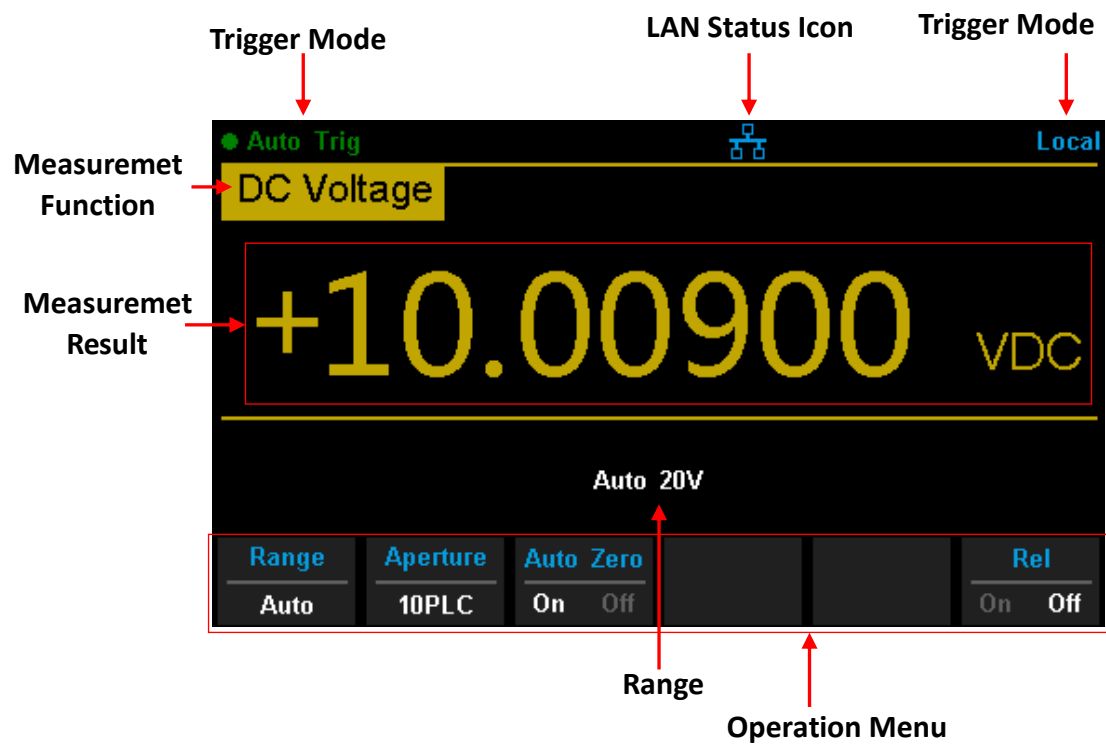 Trigger Mode
LAN Status Icon
Trigger Mode
Auto Trig
Local
Measuremet
Function
DC Voltage
Measuremet
Result
+10.00900 VDC
Auto 20V
Range
Aperture
Auto Zero
Rel
Auto
10PLC
On Off
On Off
Range
Operation Menu